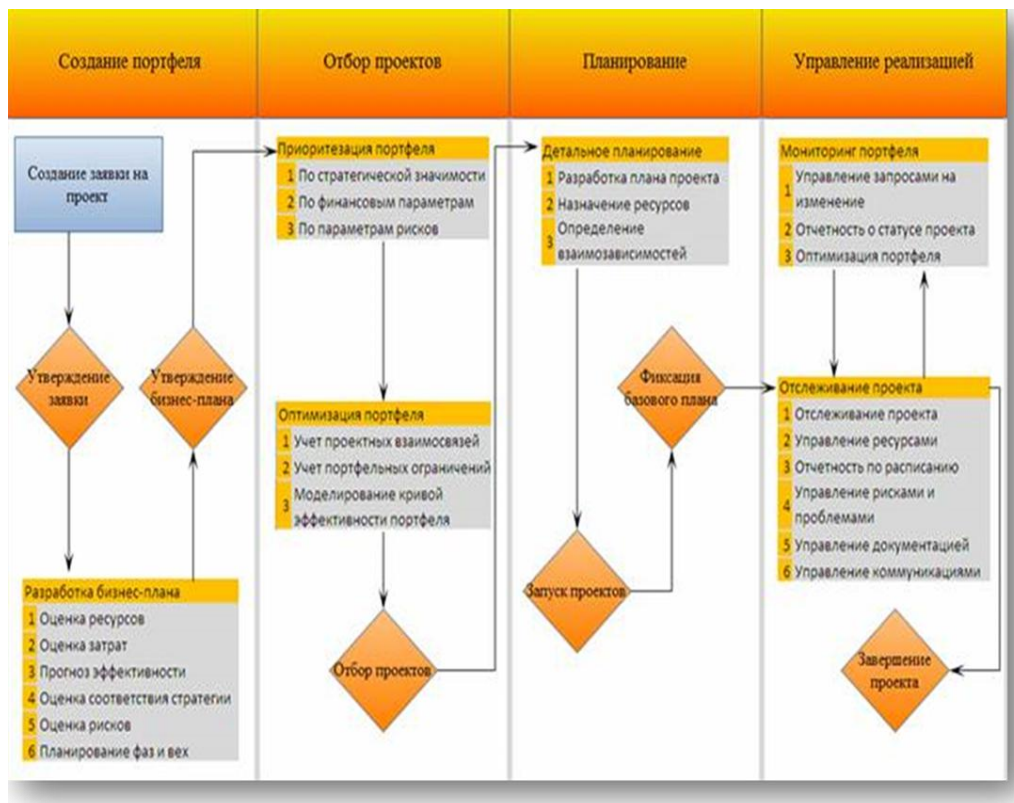 Создание портфеля
Отбор проектов
Планирование
Управление реализацией
Создание заявки на
проект
Утверждение
заявки
Разработка бизнес-плана
1 Оценка ресурсов
2 Оценка затрат
3 Прогноз эффективности
4 Оценка соответствия стратегии
5 Оценка рисков
6 Планирование фаз и вех
Утверждение
бизнес-плана
Приоритезация портфеля
1 По стратегической значимости
2 По финансовым параметрам
3 По параметрам рисков
Оптимизация портфеля
1 Учет проектных взаимосвязей
2 Учет портфельных ограничений
3 Моделирование кривой
эффективности портфеля
Отбор проектов
Детальное планирование
1 Разработка плана проекта
2 Назначение ресурсов
3 Определение
взаимозависимостей
Запуск проектов
Фиксация
базового плана
Мониторинг портфеля
1 Управление запросами на
изменение
2 Отчетность о статусе проекта
3 Оптимизация портфеля
Отслеживание проекта
1 Отслеживание проекта
2 Управление ресурсами
3 Отчетность по расписанию
4 Управление рисками и
проблемами
5 Управление документацией
6 Управление коммуникациями
Завершение
проекта